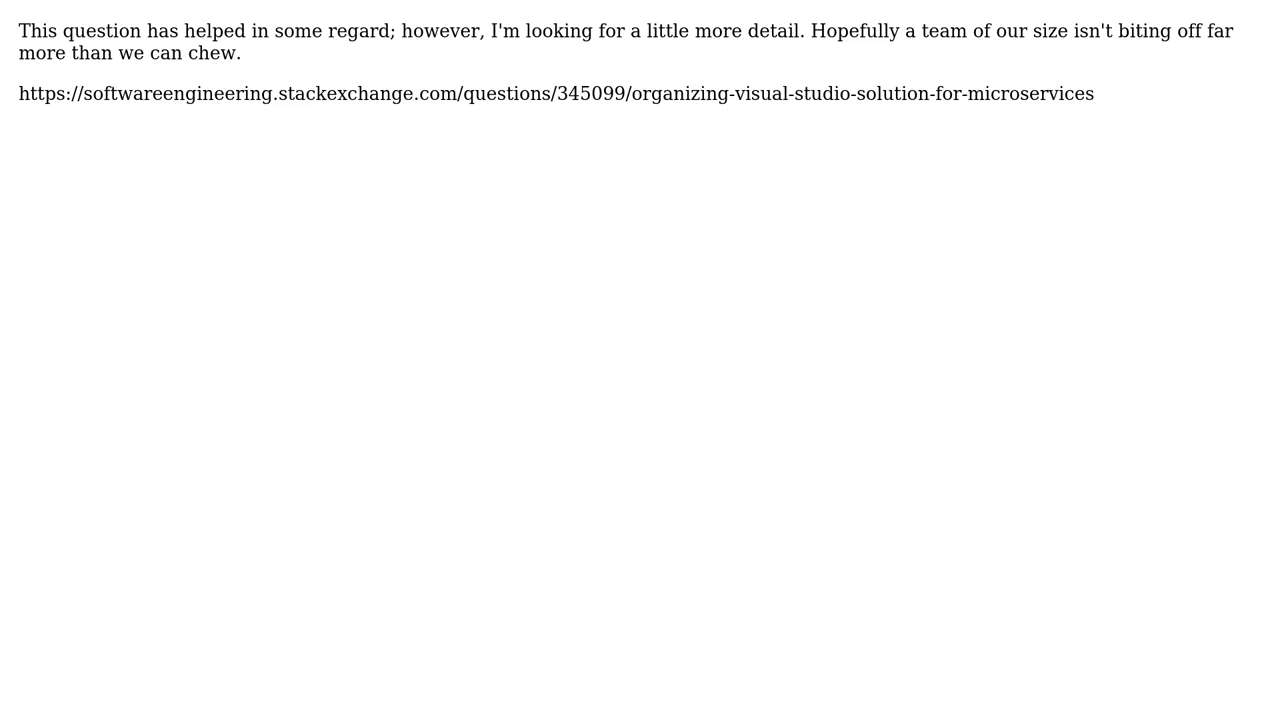 This question has helped in some regard; however, I'm looking for a little more detail. Hopefully a team of our size isn't biting off far
more than we can chew.
https://softwareengineering.stackexchange.com/questions/345099/organizing-visual-studio-solution-for-microservices